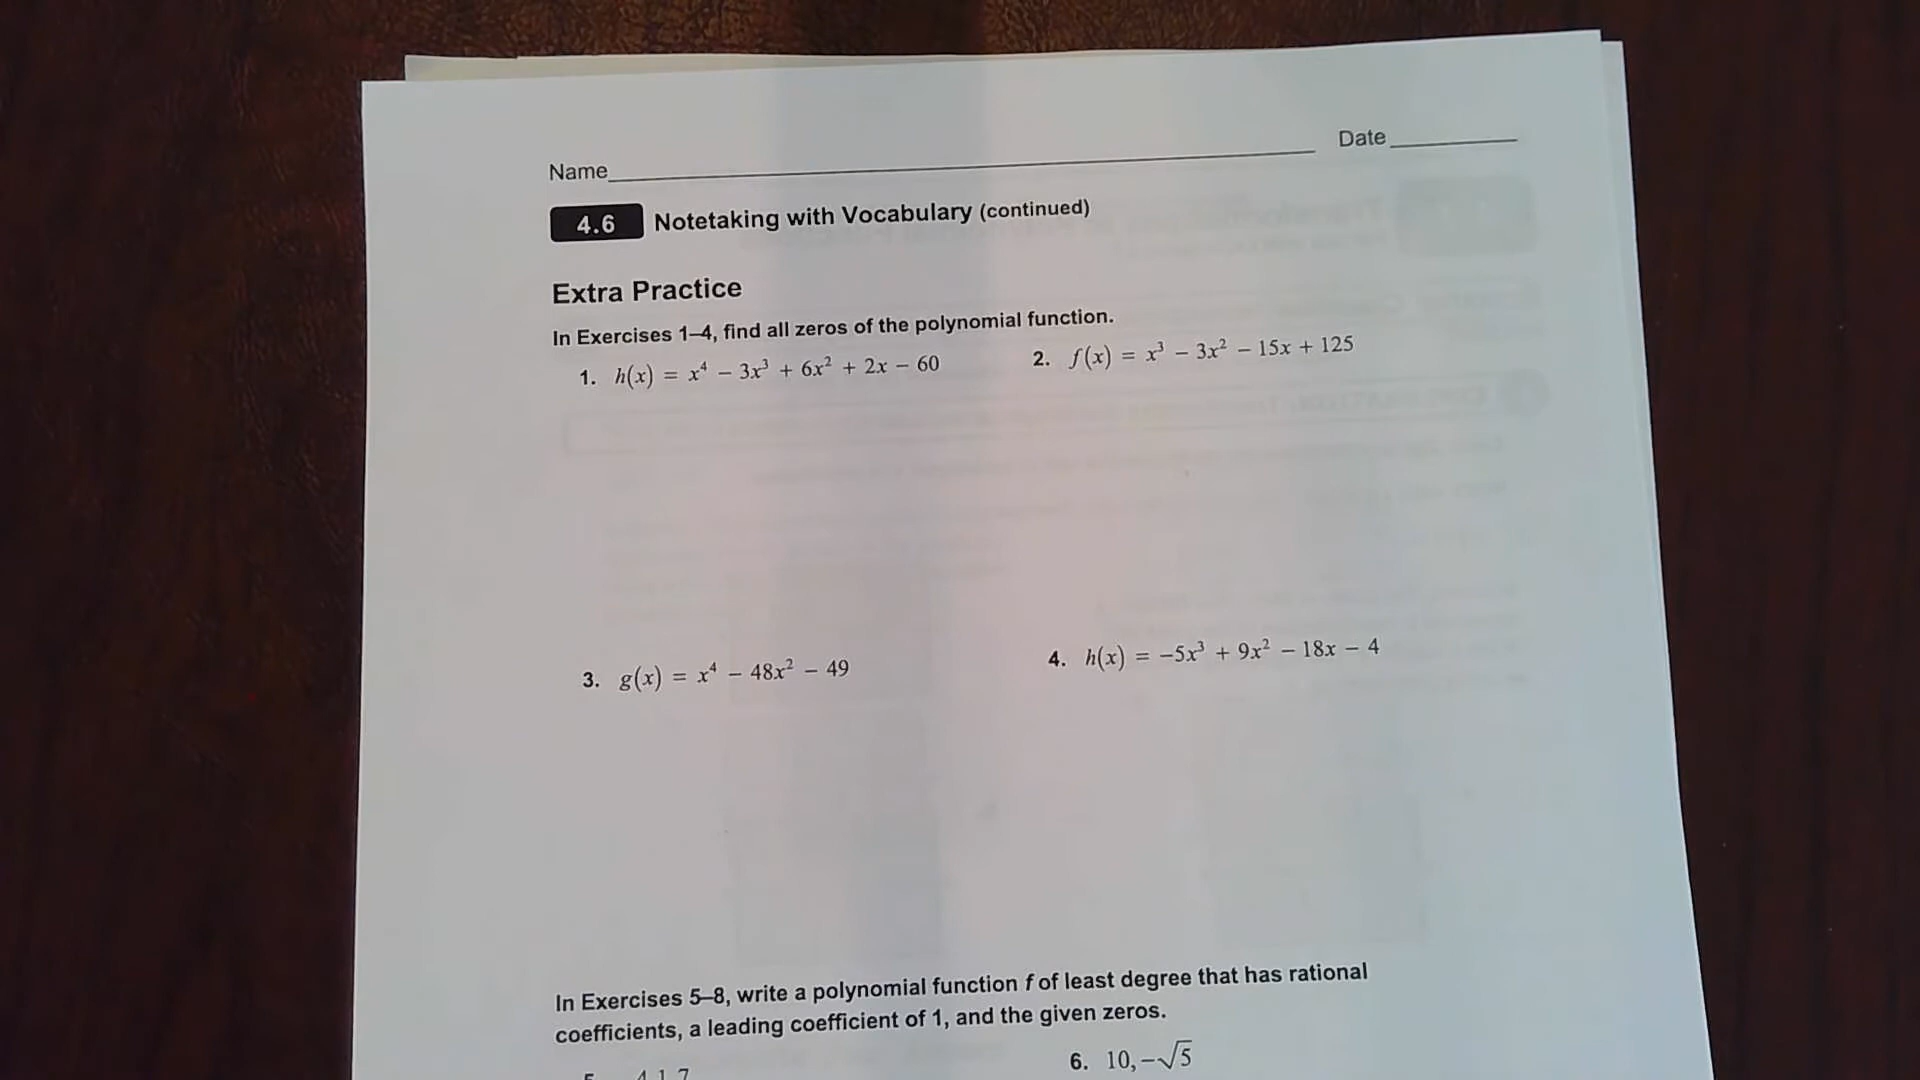 Name
Date
4.6 Notetaking with Vocabulary (continued)
Extra Practice
In Exercises 1–4, find all zeros of the polynomial function.
1. h(x) = x⁴ − 3x³ + 6x² + 2x − 60
2. f(x) = x³ − 3x² − 15x + 125
3. g(x) = x⁴ − 48x² − 49
4. h(x) = −5x³ + 9x² − 18x − 4
In Exercises 5–8, write a polynomial function f of least degree that has rational
coefficients, a leading coefficient of 1, and the given zeros.
6. 10, −√5